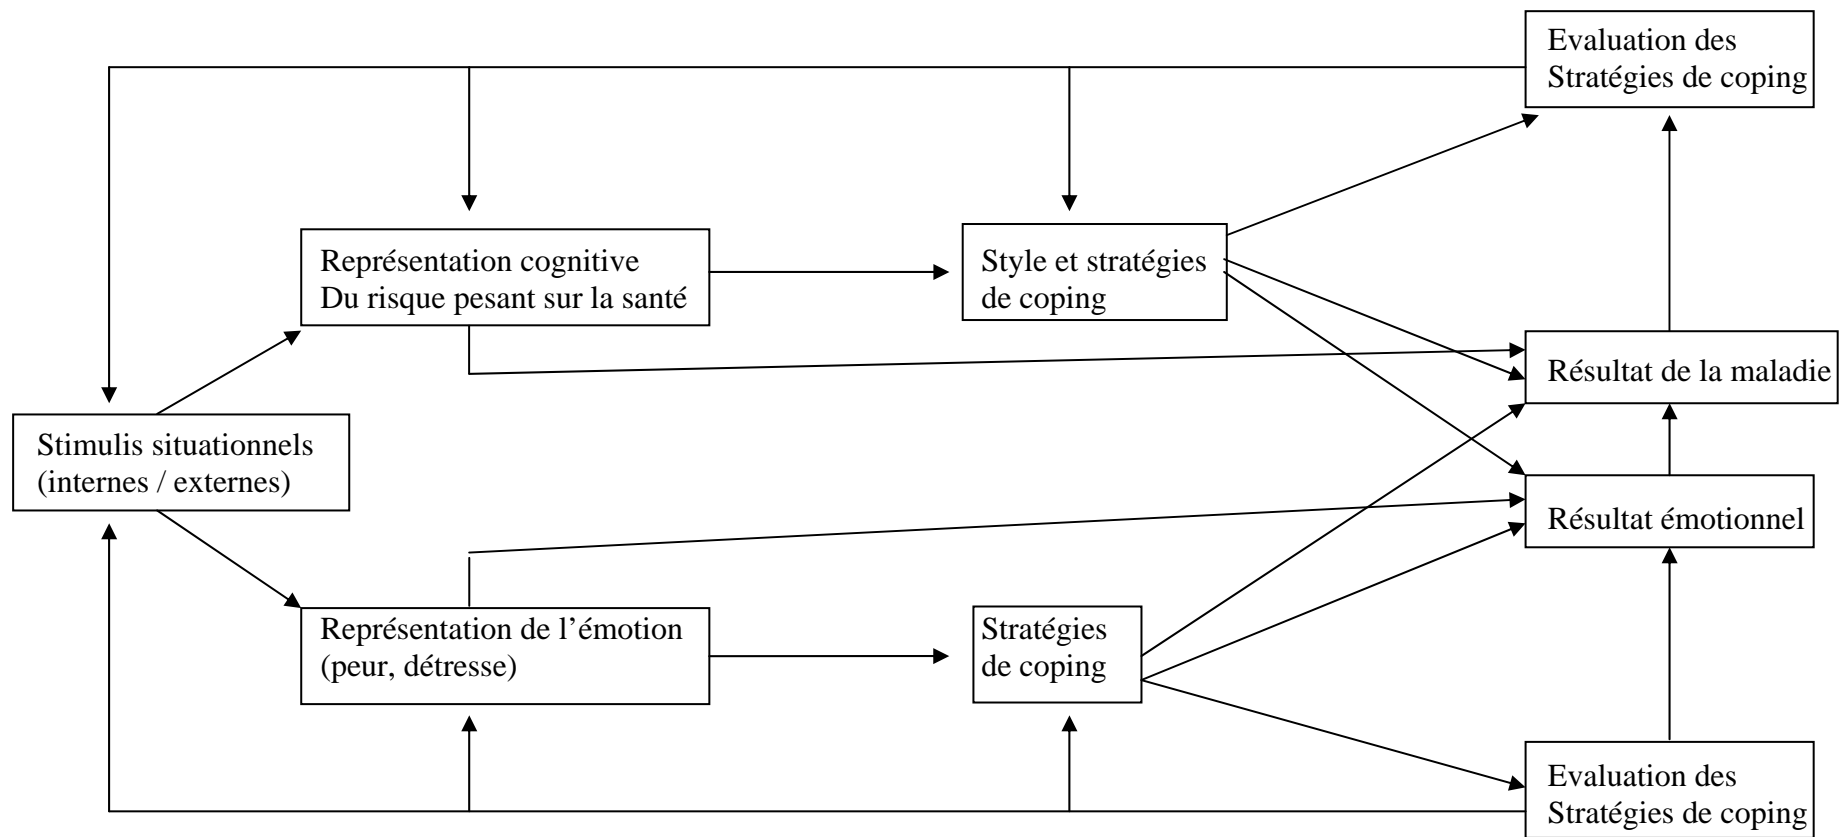 Evaluation des
Stratégies de coping
Représentation cognitive
Du risque pesant sur la santé
Style et stratégies
de coping
Résultat de la maladie
Stimulis situationnels
(internes / externes)
Résultat émotionnel
Représentation de l’émotion
(peur, détresse)
Stratégies
de coping
Evaluation des
Stratégies de coping